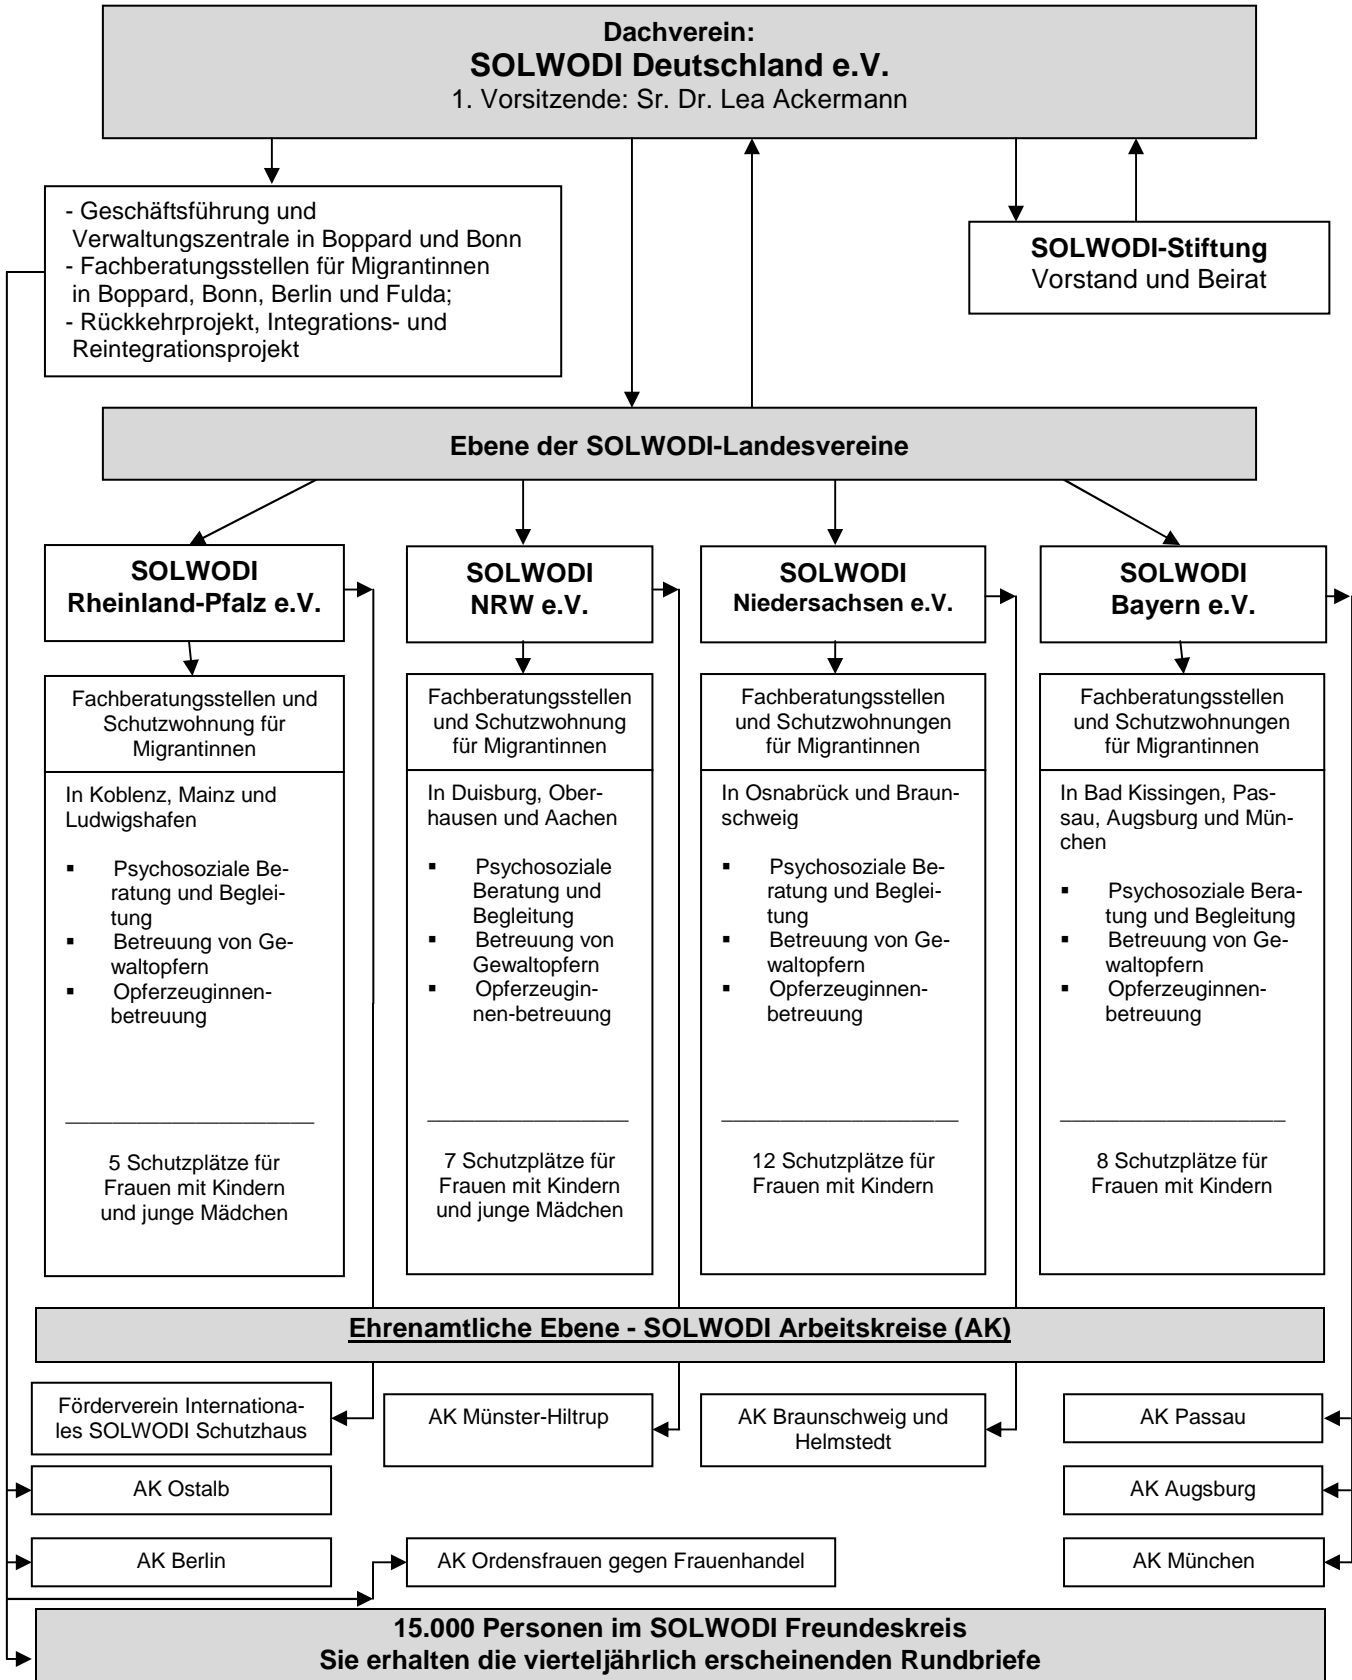 Dachverein:
SOLWODI Deutschland e.V.
1. Vorsitzende: Sr. Dr. Lea Ackermann
- Geschäftsführung und
Verwaltungszentrale in Boppard und Bonn
- Fachberatungsstellen für Migrantinnen
in Boppard, Bonn, Berlin und Fulda;
- Rückkehrprojekt, Integrations- und
Reintegrationsprojekt
SOLWODI-Stiftung
Vorstand und Beirat
Ebene der SOLWODI-Landesvereine
SOLWODI
Rheinland-Pfalz e.V.
Fachberatungsstellen und
Schutzwohnung für
Migrantinnen
In Koblenz, Mainz und
Ludwigshafen
▪ Psychosoziale Be-
ratung und Beglei-
tung
▪ Betreuung von Ge-
waltopfern
▪ Opferzeuginnen-
betreuung
5 Schutzplätze für
Frauen mit Kindern
und junge Mädchen
SOLWODI
NRW e.V.
Fachberatungsstellen
und Schutzwohnung
für Migrantinnen
In Duisburg, Ober-
hausen und Aachen
▪ Psychosoziale
Beratung und
Begleitung
▪ Betreuung von
Gewaltopfern
▪ Opferzeugin-
nen-betreuung
7 Schutzplätze für
Frauen mit Kindern
und junge Mädchen
SOLWODI
Niedersachsen e.V.
Fachberatungsstellen
und Schutzwohnungen
für Migrantinnen
In Osnabrück und Braun-
schweig
▪ Psychosoziale Be-
ratung und Beglei-
tung
▪ Betreuung von Ge-
waltopfern
▪ Opferzeuginnen-
betreuung
12 Schutzplätze für
Frauen mit Kindern
SOLWODI
Bayern e.V.
Fachberatungsstellen
und Schutzwohnungen
für Migrantinnen
In Bad Kissingen, Pas-
sau, Augsburg und Mün-
chen
▪ Psychosoziale Bera-
tung und Begleitung
▪ Betreuung von Ge-
waltopfern
▪ Opferzeuginnen-
betreuung
8 Schutzplätze für
Frauen mit Kindern
Ehrenamtliche Ebene - SOLWODI Arbeitskreise (AK)
Förderverein Internationa-
les SOLWODI Schutzhaus
AK Münster-Hiltrup
AK Braunschweig und
Helmstedt
AK Passau
AK Ostalb
AK Augsburg
AK Berlin
AK Ordensfrauen gegen Frauenhandel
AK München
15.000 Personen im SOLWODI Freundeskreis
Sie erhalten die vierteljährlich erscheinenden Rundbriefe